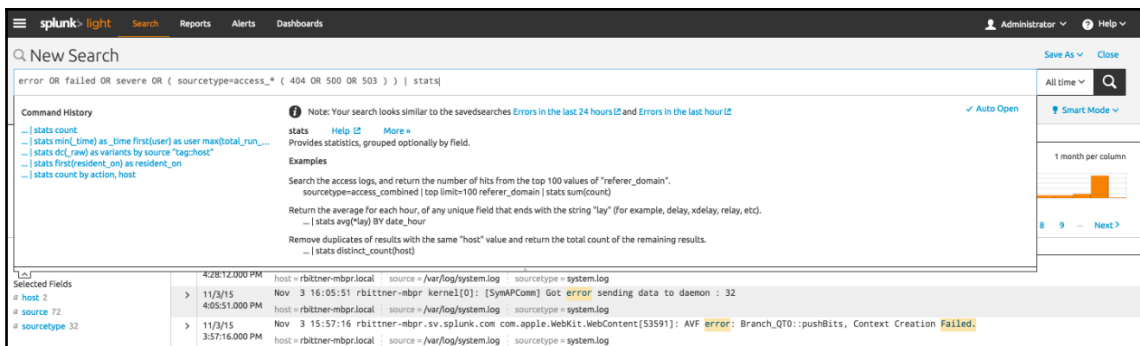 splunk> light Search Reports Alerts Dashboards Administrator Help
New Search Save As Close
error OR failed OR severe OR ( sourcetype=access_* ( 404 OR 500 OR 503 ) ) | stats All time
Command History
... | stats count
... | stats min(_time) as _time first(user) as user max(total_run_...
... | stats dc(_raw) as variants by source "tag::host"
... | stats first(resident_on) as resident_on
... | stats count by action, host
Note: Your search looks similar to the savedsearches Errors in the last 24 hours and Errors in the last hour
Auto Open
Smart Mode
stats Help More »
Provides statistics, grouped optionally by field.
Examples
Search the access logs, and return the number of hits from the top 100 values of "referer_domain".
sourcetype=access_combined | top limit=100 referer_domain | stats sum(count)
Return the average for each hour, of any unique field that ends with the string "lay" (for example, delay, xdelay, relay, etc).
... | stats avg(*lay) BY date_hour
Remove duplicates of results with the same "host" value and return the total count of the remaining results.
... | stats distinct_count(host)
1 month per column
8 9 ... Next >
Selected Fields
a host 2
a source 72
a sourcetype 32
4:28:12.000 PM host = rbittner-mbpr.local source = /var/log/system.log sourcetype = system.log
> 11/3/15 Nov 3 16:05:51 rbittner-mbpr kernel[0]: [SymAPComm] Got error sending data to daemon : 32
4:05:51.000 PM host = rbittner-mbpr.local source = /var/log/system.log sourcetype = system.log
> 11/3/15 Nov 3 15:57:16 rbittner-mbpr.sv.splunk.com com.apple.WebKit.WebContent[53591]: AVF error: Branch_QTO::pushBits, Context Creation Failed.
3:57:16.000 PM host = rbittner-mbpr.local source = /var/log/system.log sourcetype = system.log